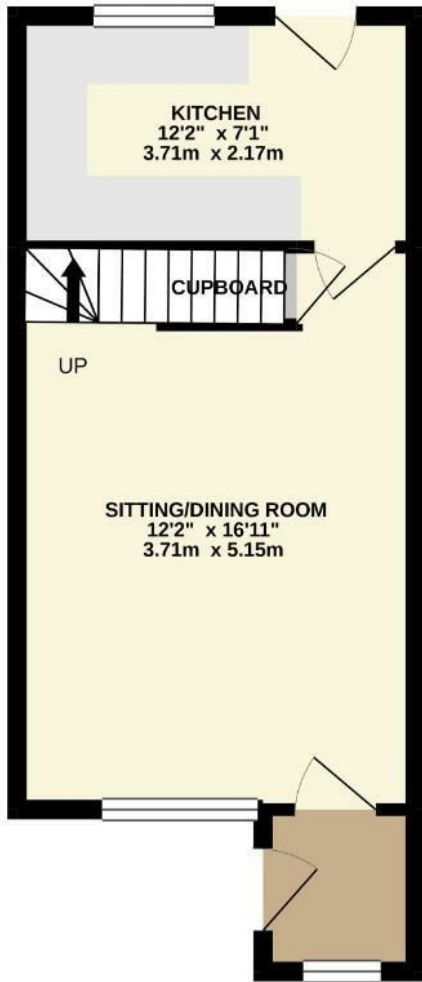 KITCHEN
12'2" x 7'1"
3.71m x 2.17m
CUPBOARD
UP
SITTING/DINING ROOM
12'2" x 16'11"
3.71m x 5.15m